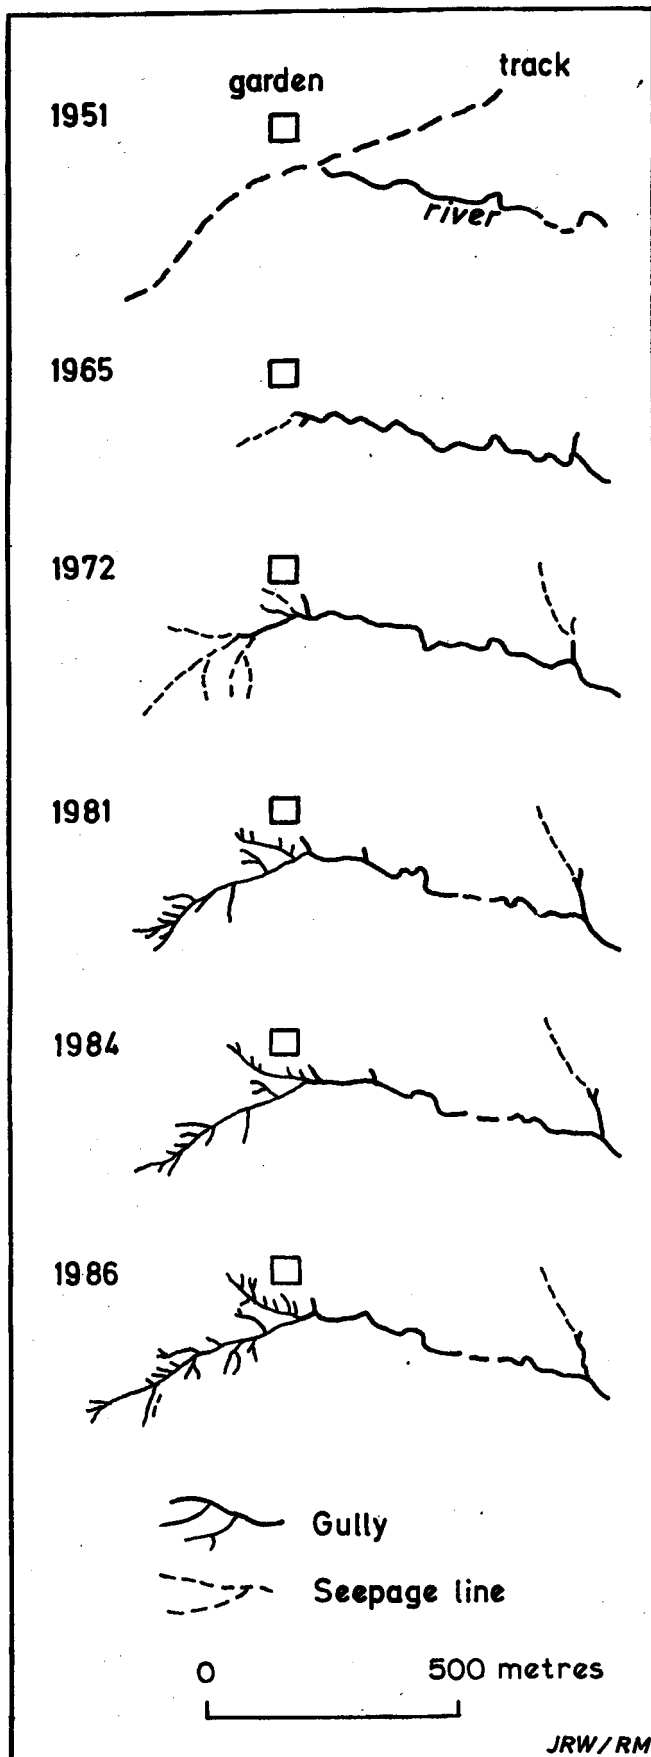 garden
track
1951
river
1965
1972
1981
1984
1986
Gully
Seepage line
0 500 metres
JRW/RM